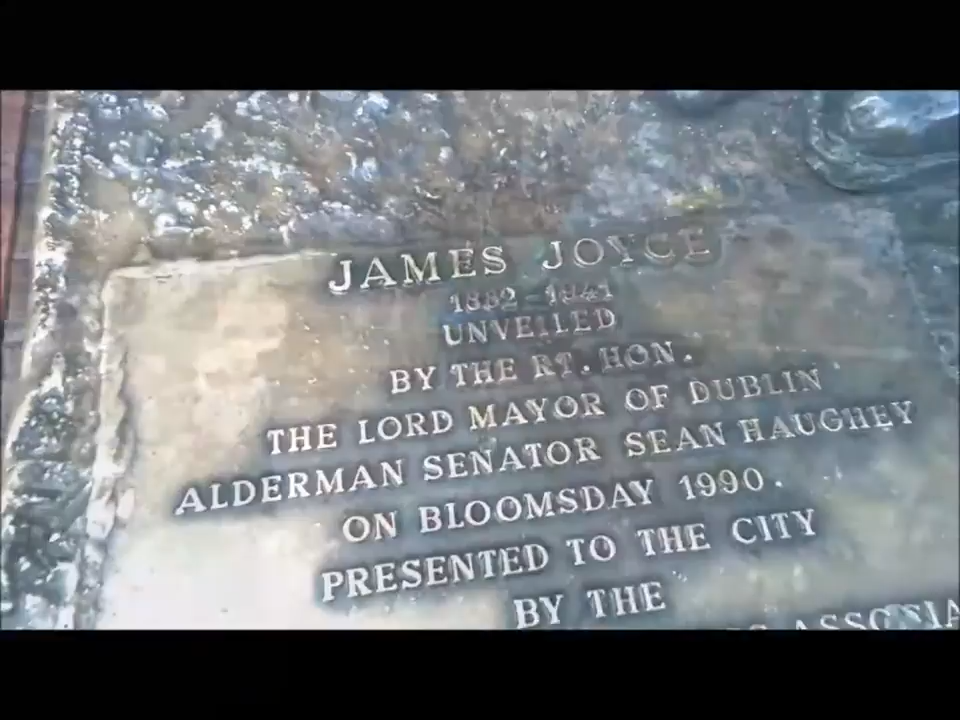 JAMES JOYCE
1882 - 1941
UNVEILED
BY THE RT. HON.
THE LORD MAYOR OF DUBLIN
ALDERMAN SENATOR SEAN HAUGHEY
ON BLOOMSDAY 1990.
PRESENTED TO THE CITY
BY THE